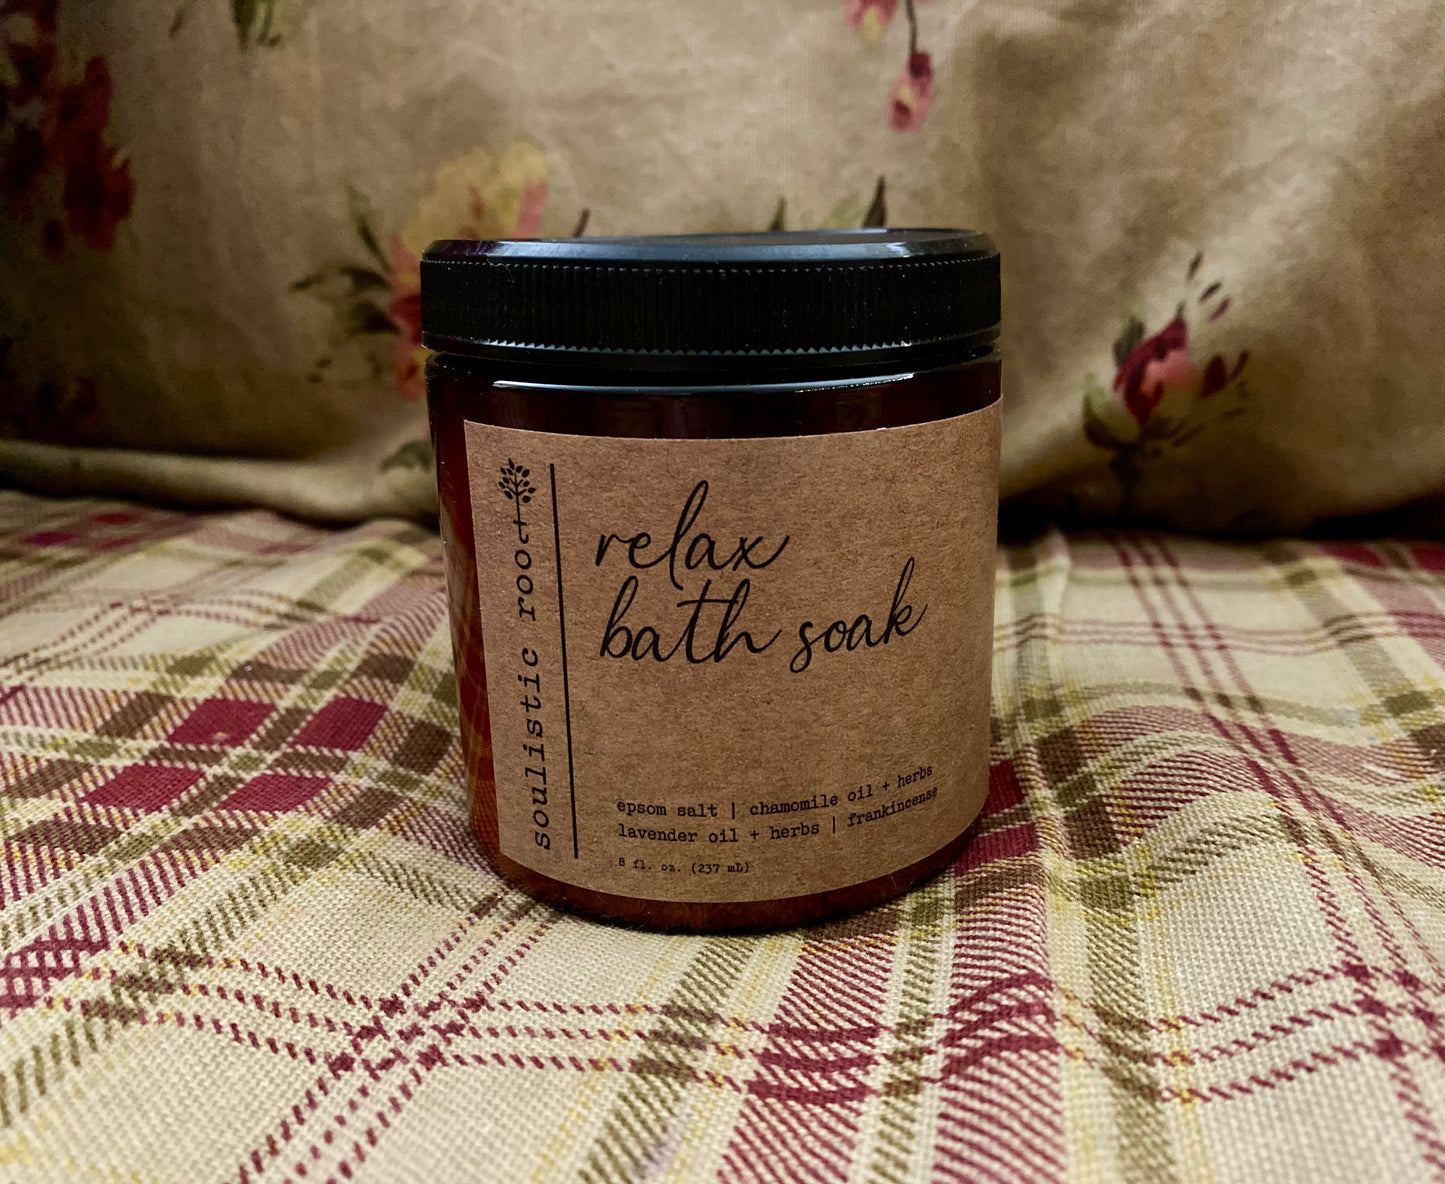 soulistic root
relax
bath soak
epsom salt | chamomile oil + herbs
lavender oil + herbs | frankincense
8 fl. oz. (237 mL)